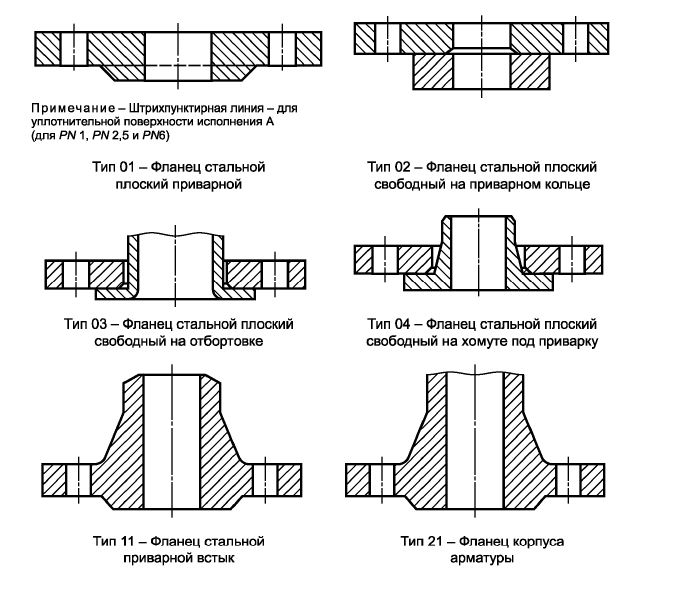 Примечание – Штрихпунктирная линия – для
уплотнительной поверхности исполнения А
(для PN 1, PN 2,5 и PN6)
Тип 01 – Фланец стальной
плоский приварной
Тип 02 – Фланец стальной плоский
свободный на приварном кольце
Тип 03 – Фланец стальной плоский
свободный на отбортовке
Тип 04 – Фланец стальной плоский
свободный на хомуте под приварку
Тип 11 – Фланец стальной
приварной встык
Тип 21 – Фланец корпуса
арматуры